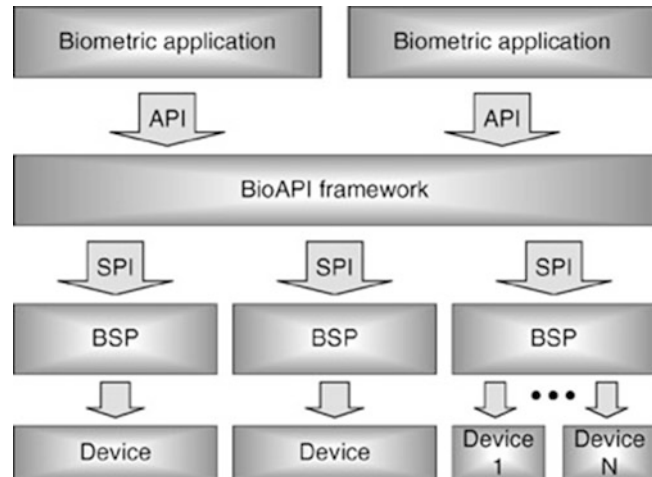 Biometric application
Biometric application
API
API
BioAPI framework
SPI
SPI
SPI
BSP
BSP
BSP
Device
Device
Device
1
•••
Device
N